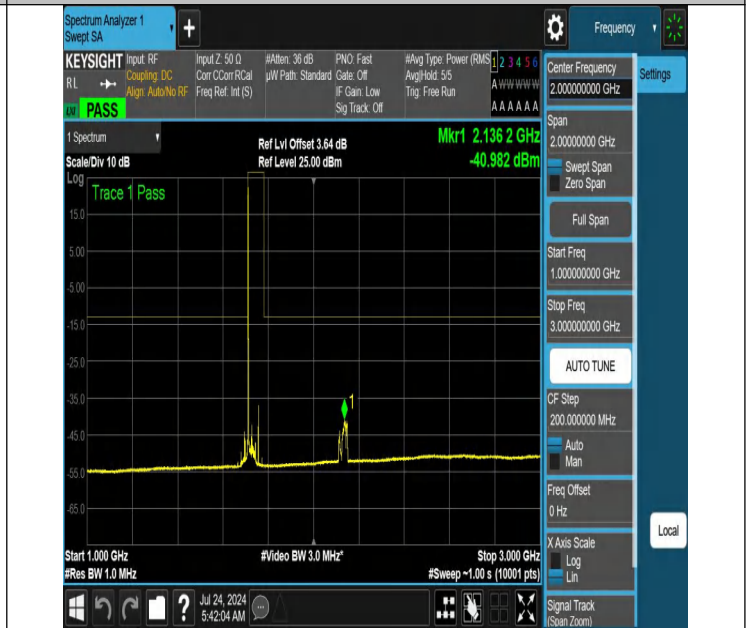 Spectrum Analyzer 1
Swept SA
Frequency
KEYSIGHT
RL
PASS
Input: RF
Coupling: DC
Align: Auto/No RF
Input Z: 50 Ω
Corr CCorr RCal
Freq Ref: Int (S)
#Atten: 36 dB
µW Path: Standard
PNO: Fast
Gate: Off
IF Gain: Low
Sig Track: Off
#Avg Type: Power (RMS
Avg|Hold: 5/5
Trig: Free Run
1 2 3 4 5 6
A W W W W W
A A A A A A
1 Spectrum
Scale/Div 10 dB
Ref Lvl Offset 3.64 dB
Ref Level 25.00 dBm
Mkr1 2.136 2 GHz
-40.982 dBm
Log
Trace 1 Pass
15.0
5.00
-5.00
-15.0
-25.0
-35.0
-45.0
-55.0
-65.0
1
Start 1.000 GHz
#Res BW 1.0 MHz
#Video BW 3.0 MHz*
Stop 3.000 GHz
#Sweep ~1.00 s (10001 pts)
Center Frequency
2.000000000 GHz
Settings
Span
2.00000000 GHz
Swept Span
Zero Span
Full Span
Start Freq
1.000000000 GHz
Stop Freq
3.000000000 GHz
AUTO TUNE
CF Step
200.000000 MHz
Auto
Man
Freq Offset
0 Hz
X Axis Scale
Log
Lin
Signal Track
(Span Zoom)
Local
?
Jul 24, 2024
5:42:04 AM